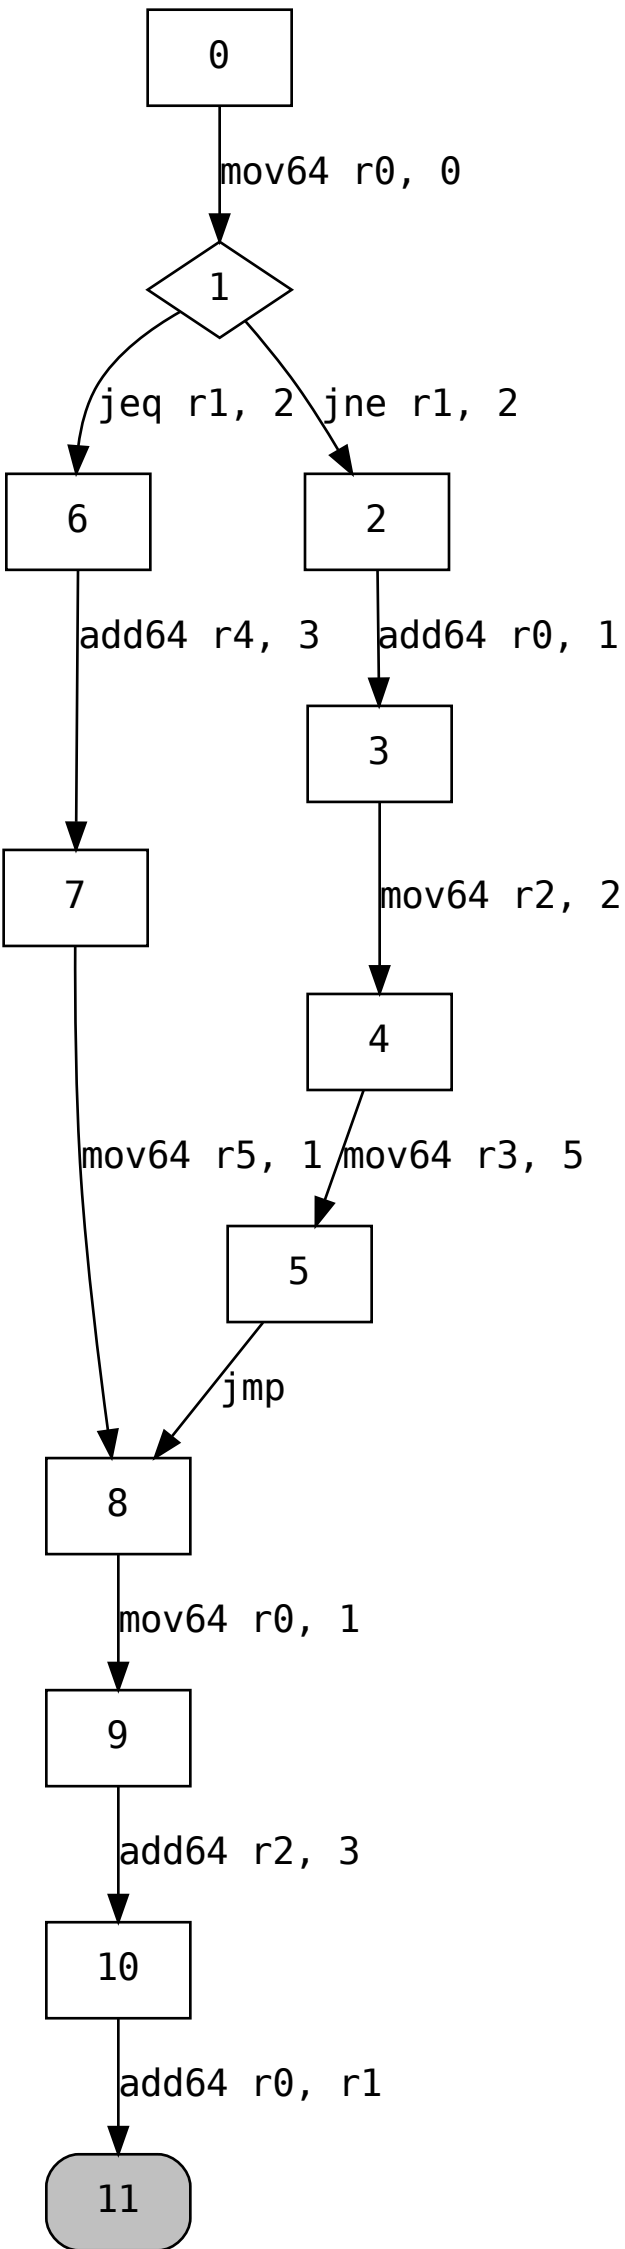 0
mov64 r0, 0
1
jeq r1, 2
jne r1, 2
6
2
add64 r4, 3
add64 r0, 1
3
7
mov64 r2, 2
4
mov64 r5, 1
mov64 r3, 5
5
jmp
8
mov64 r0, 1
9
add64 r2, 3
10
add64 r0, r1
11